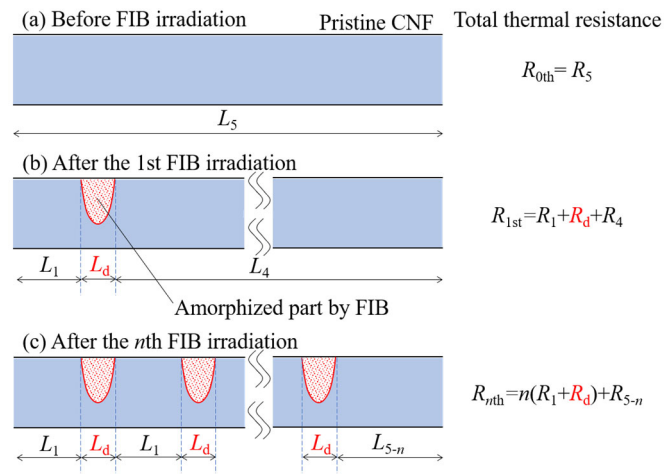 (a) Before FIB irradiation Pristine CNF Total thermal resistance
R0th= R5
L5
(b) After the 1st FIB irradiation
R1st=R1+Rd+R4
L1 Ld L4
Amorphized part by FIB
(c) After the nth FIB irradiation
Rnth=n(R1+Rd)+R5-n
L1 Ld L1 Ld Ld L5-n